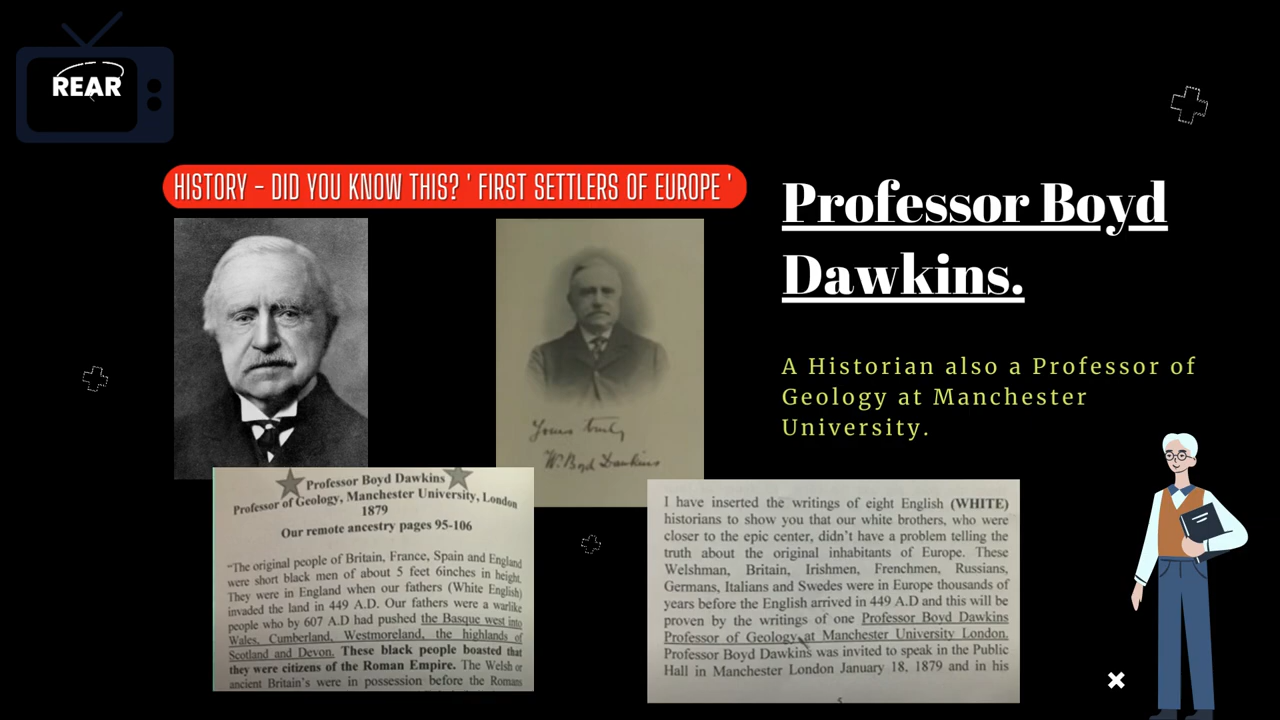 REAR
HISTORY - DID YOU KNOW THIS? ' FIRST SETTLERS OF EUROPE '
Professor Boyd
Dawkins.
A Historian also a Professor of
Geology at Manchester
University.
Yours truly
W. Boyd Dawkins
Professor Boyd Dawkins
Professor of Geology, Manchester University, London
1879
Our remote ancestry pages 95-106
"The original people of Britain, France, Spain and England
were short black men of about 5 feet 6inches in height.
They were in England when our fathers (White English)
invaded the land in 449 A.D. Our fathers were a warlike
people who by 607 A.D had pushed the Basque west into
Wales, Cumberland, Westmoreland, the highlands of
Scotland and Devon. These black people boasted that
they were citizens of the Roman Empire. The Welsh or
ancient Britain's were in possession before the Romans
I have inserted the writings of eight English (WHITE)
historians to show you that our white brothers, who were
closer to the epic center, didn't have a problem telling the
truth about the original inhabitants of Europe. These
Welshman, Britain, Irishmen, Frenchmen, Russians,
Germans, Italians and Swedes were in Europe thousands of
years before the English arrived in 449 A.D and this will be
proven by the writings of one Professor Boyd Dawkins
Professor of Geology at Manchester University London.
Professor Boyd Dawkins was invited to speak in the Public
Hall in Manchester London January 18, 1879 and in his